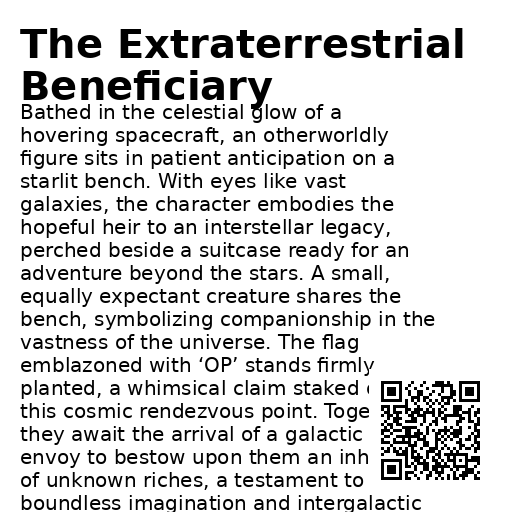 The Extraterrestrial
Beneficiary
Bathed in the celestial glow of a
hovering spacecraft, an otherworldly
figure sits in patient anticipation on a
starlit bench. With eyes like vast
galaxies, the character embodies the
hopeful heir to an interstellar legacy,
perched beside a suitcase ready for an
adventure beyond the stars. A small,
equally expectant creature shares the
bench, symbolizing companionship in the
vastness of the universe. The flag
emblazoned with ‘OP’ stands firmly
planted, a whimsical claim staked
this cosmic rendezvous point. Toge
they await the arrival of a galactic
envoy to bestow upon them an inh
of unknown riches, a testament to
boundless imagination and intergalactic